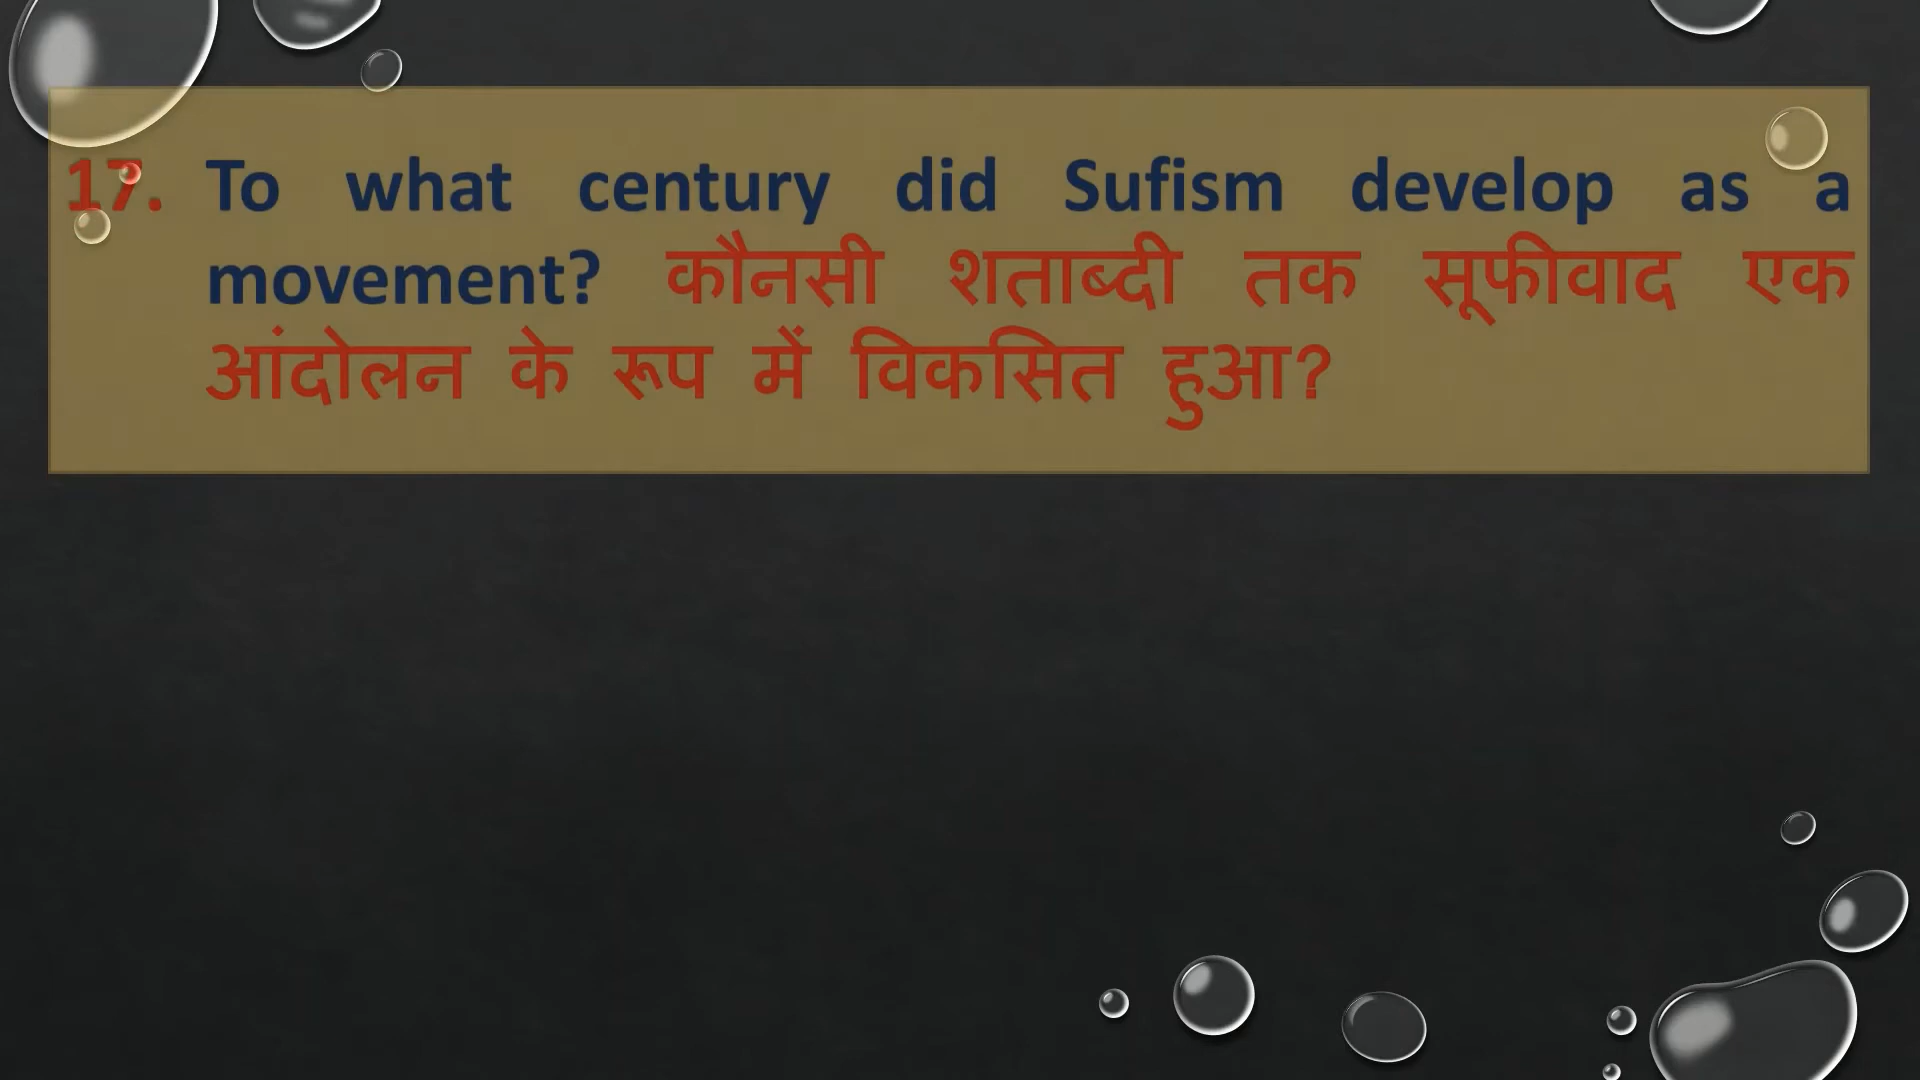 17. To what century did Sufism develop as a
movement? कौनसी शताब्दी तक सूफीवाद एक
आंदोलन के रूप में विकसित हुआ?